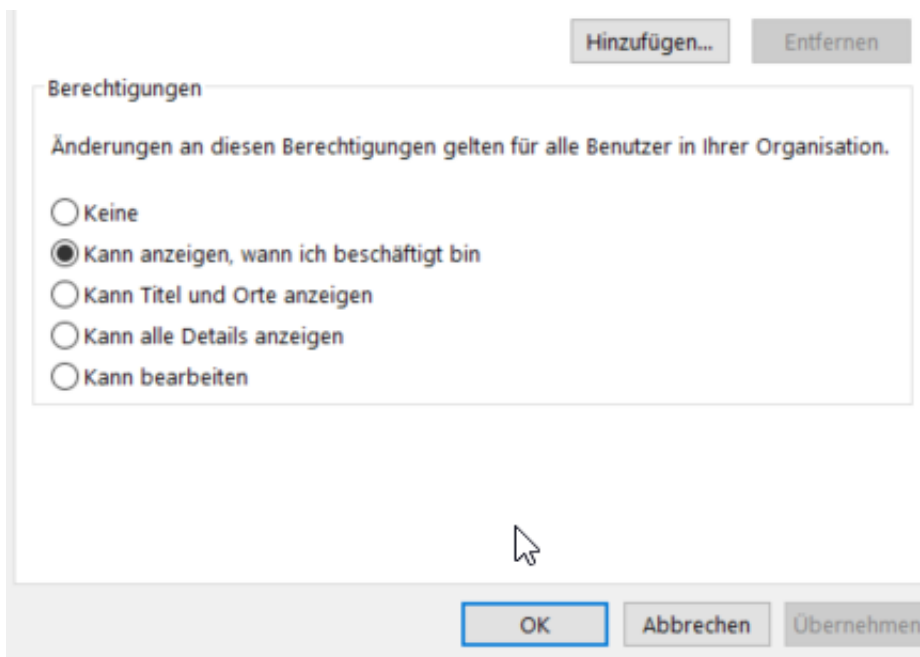 Hinzufügen...
Entfernen
Berechtigungen
Änderungen an diesen Berechtigungen gelten für alle Benutzer in Ihrer Organisation.
Keine
Kann anzeigen, wann ich beschäftigt bin
Kann Titel und Orte anzeigen
Kann alle Details anzeigen
Kann bearbeiten
OK
Abbrechen
Übernehmen